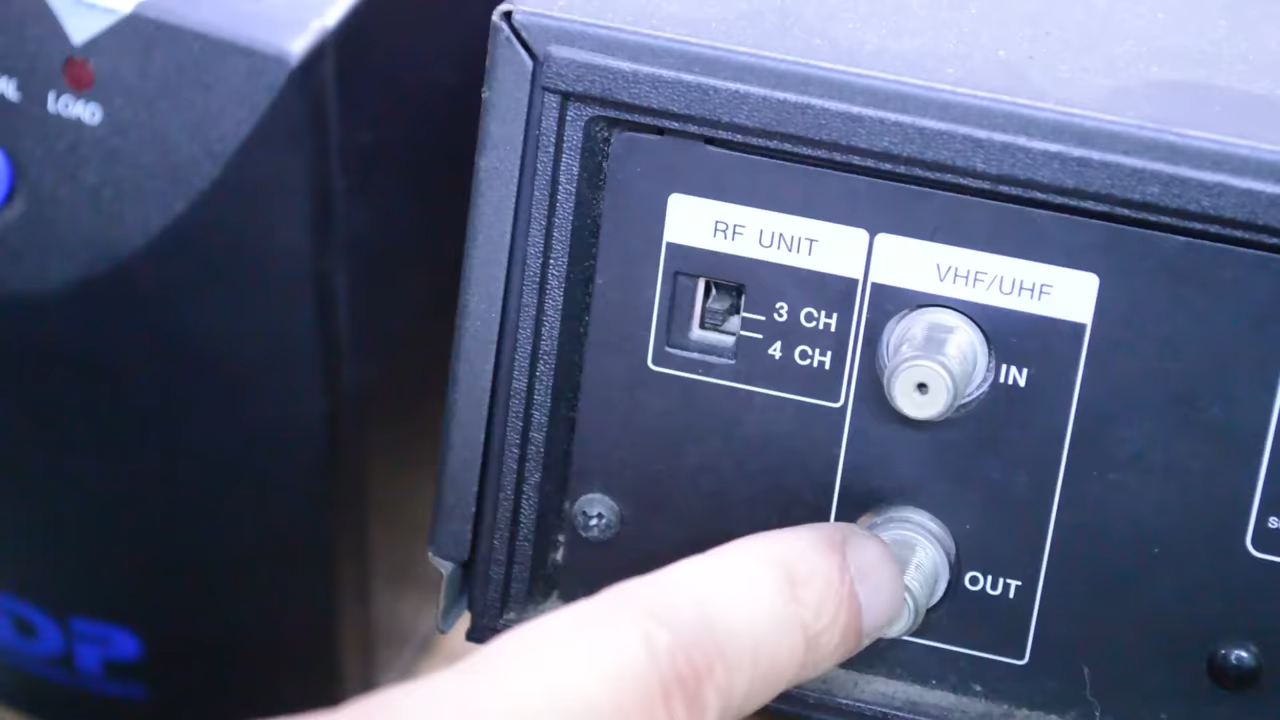 LOAD
RF UNIT
3 CH
4 CH
VHF/UHF
IN
OUT